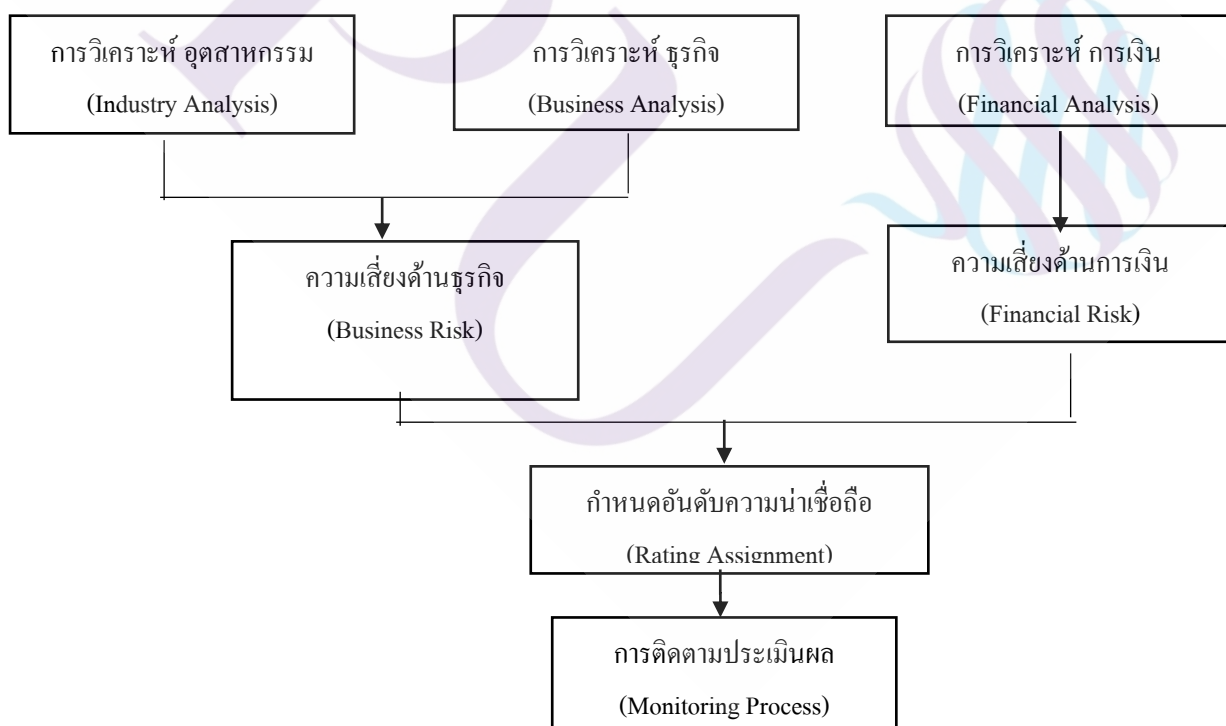 การวิเคราะห์ อุตสาหกรรม
(Industry Analysis)
การวิเคราะห์ ธุรกิจ
(Business Analysis)
การวิเคราะห์ การเงิน
(Financial Analysis)
ความเสี่ยงด้านธุรกิจ
(Business Risk)
ความเสี่ยงด้านการเงิน
(Financial Risk)
กำหนดอันดับความน่าเชื่อถือ
(Rating Assignment)
การติดตามประเมินผล
(Monitoring Process)